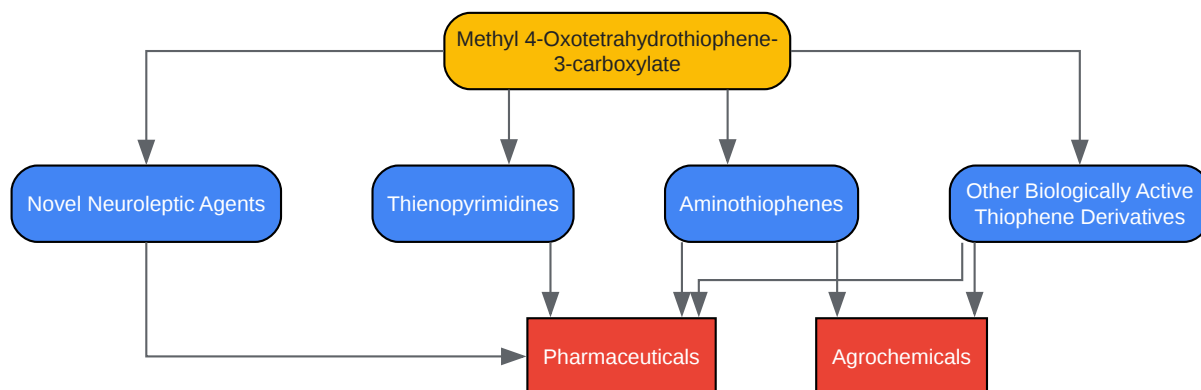 Methyl 4-Oxotetrahydrothiophene-
3-carboxylate
Novel Neuroleptic Agents
Thienopyrimidines
Aminothiophenes
Other Biologically Active
Thiophene Derivatives
Pharmaceuticals
Agrochemicals